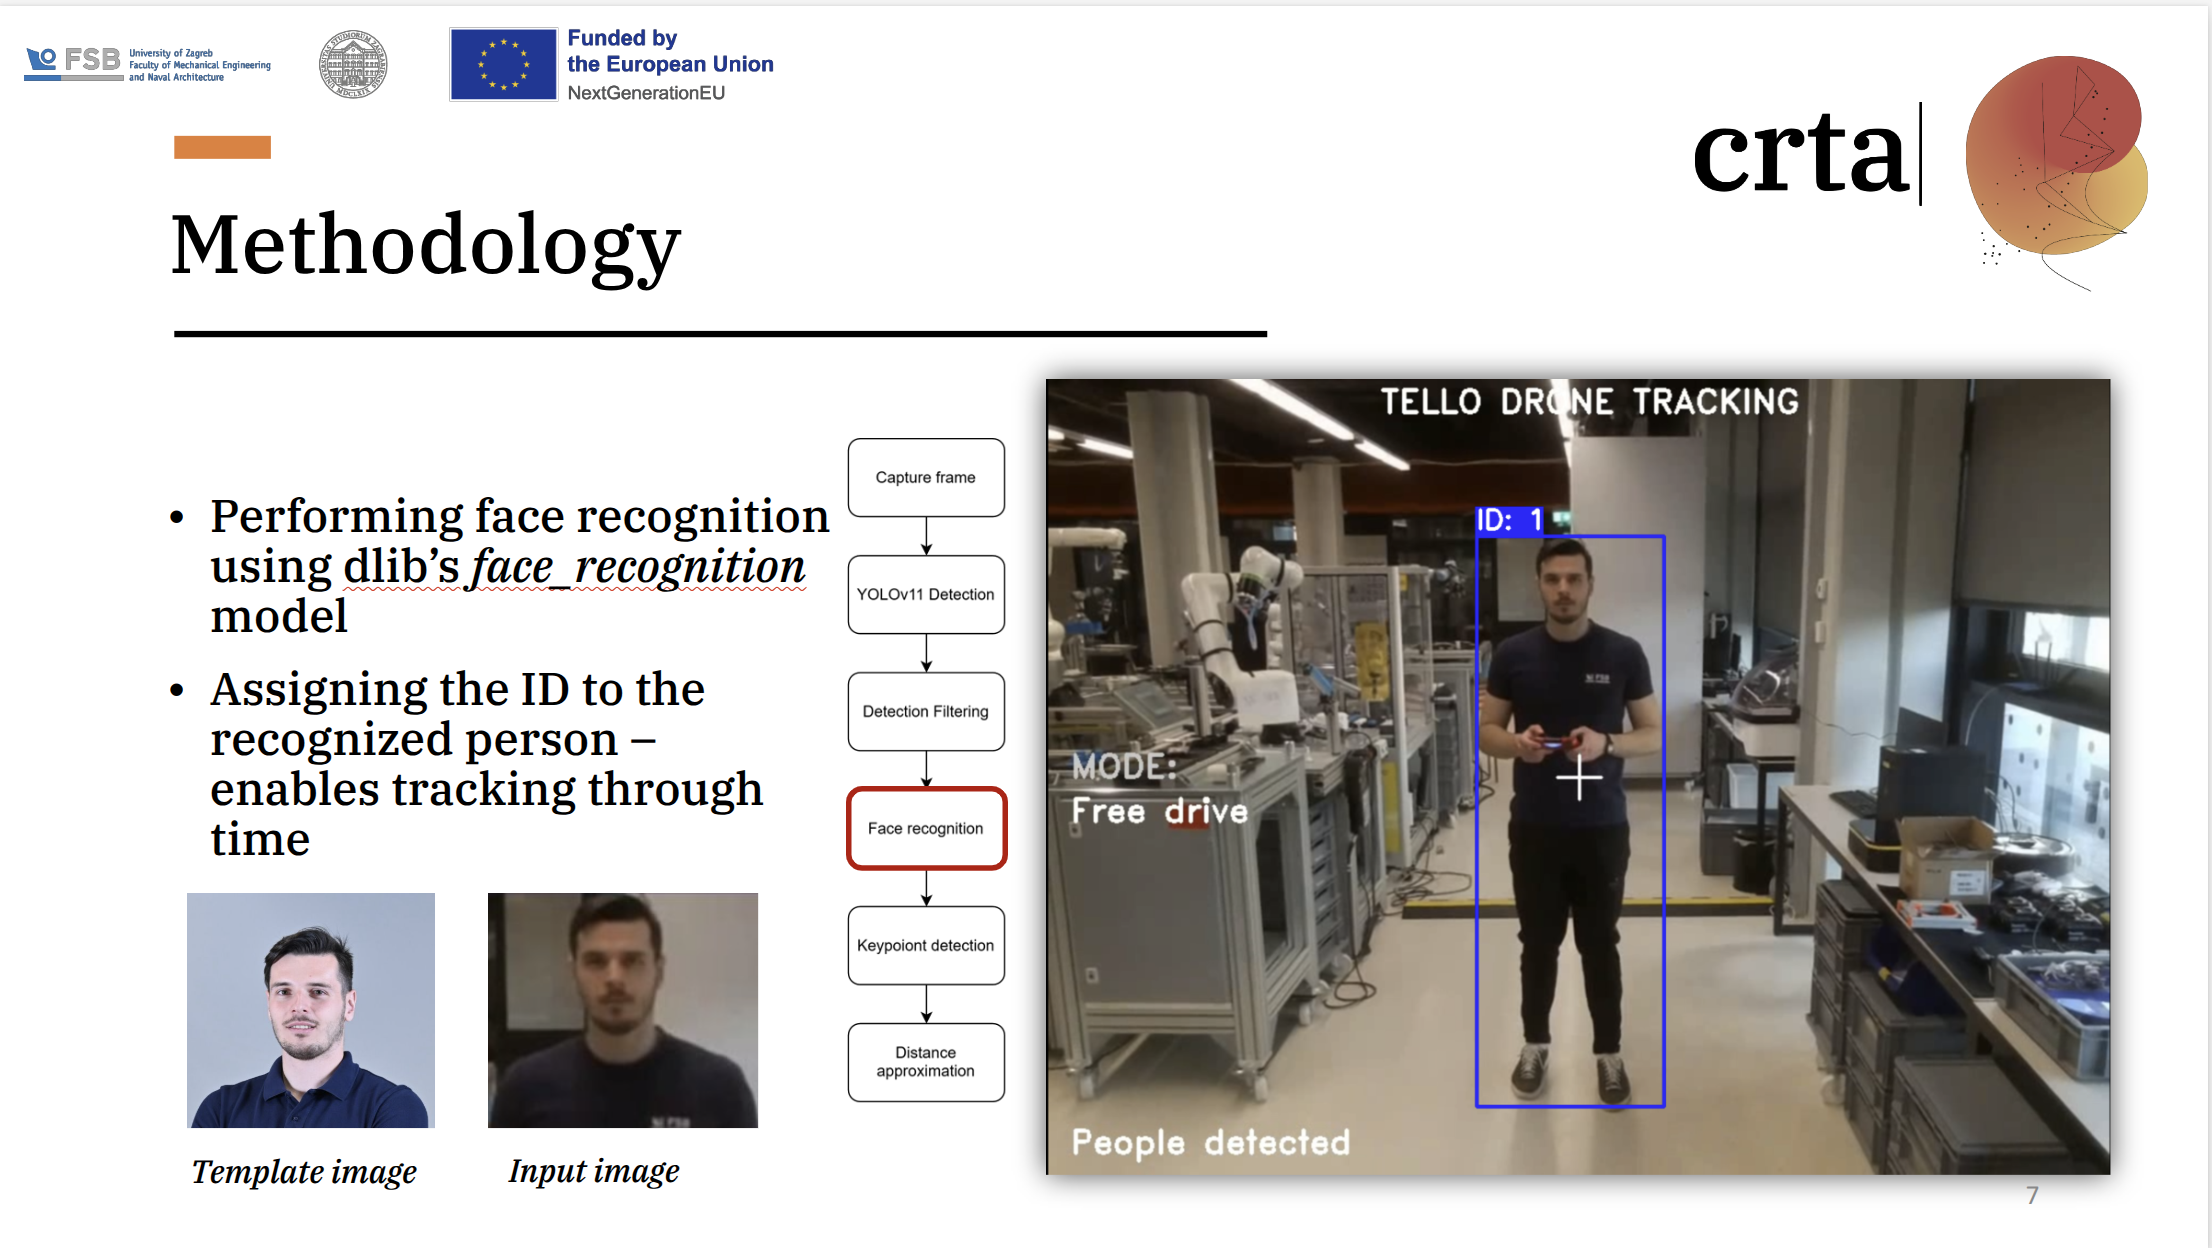 FSB
University of Zagreb
Faculty of Mechanical Engineering
and Naval Architecture
Funded by
the European Union
NextGenerationEU
crta
Methodology
• Performing face recognition
using dlib’s face_recognition
model
• Assigning the ID to the
recognized person –
enables tracking through
time
Template image
Input image
Capture frame
YOLOv11 Detection
Detection Filtering
Face recognition
Keypoiont detection
Distance
approximation
TELLO DRONE TRACKING
ID: 1
MODE:
Free drive
People detected
7